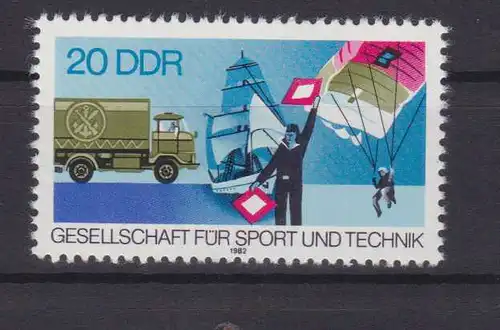 20 DDR
GESELLSCHAFT FÜR SPORT UND TECHNIK
1982